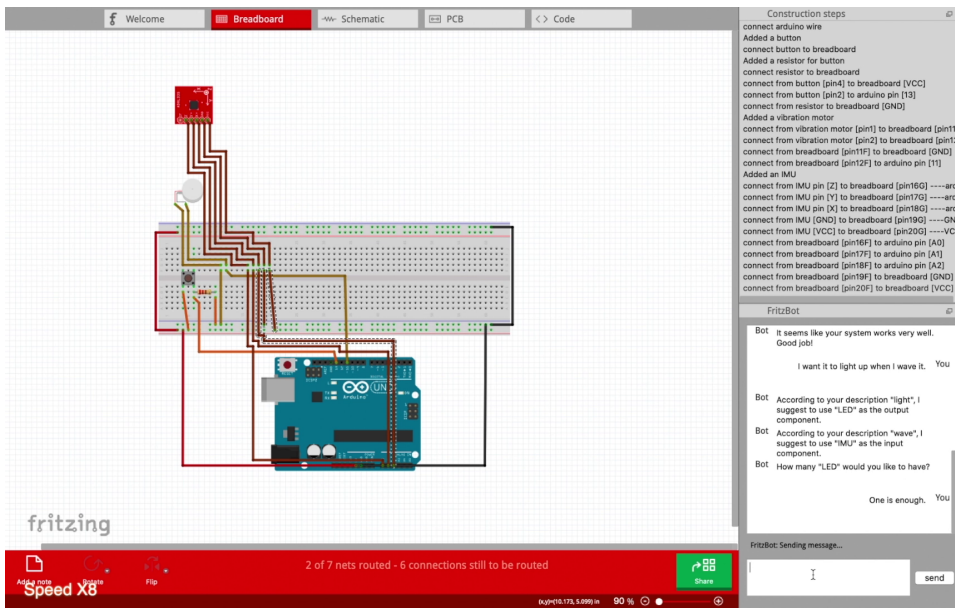 Welcome
Breadboard
Schematic
PCB
Code
Construction steps
connect arduino wire
Added a button
connect button to breadboard
Added a resistor for button
connect resistor to breadboard
connect from button [pin4] to breadboard [VCC]
connect from button [pin2] to arduino pin [13]
connect from resistor to breadboard [GND]
Added a vibration motor
connect from vibration motor [pin1] to breadboard [pin11
connect from vibration motor [pin2] to breadboard [pin1
connect from breadboard [pin11F] to breadboard [GND]
connect from breadboard [pin12F] to arduino pin [11]
Added an IMU
connect from IMU pin [Z] to breadboard [pin16G] ----ar
connect from IMU pin [Y] to breadboard [pin17G] ----ar
connect from IMU pin [X] to breadboard [pin18G] ----ar
connect from IMU [GND] to breadboard [pin19G] ----GN
connect from IMU [VCC] to breadboard [pin20G] ----VC
connect from breadboard [pin16F] to arduino pin [A0]
connect from breadboard [pin17F] to arduino pin [A1]
connect from breadboard [pin18F] to arduino pin [A2]
connect from breadboard [pin19F] to breadboard [GND]
connect from breadboard [pin20F] to breadboard [VCC]
FritzBot
Bot It seems like your system works very well.
Good job!
I want it to light up when I wave it. You
Bot According to your description "light", I
suggest to use "LED" as the output
component.
Bot According to your description "wave", I
suggest to use "IMU" as the input
component.
Bot How many "LED" would you like to have?
One is enough. You
FritzBot: Sending message...
send
Arduino
UN
fritzing
Add a note
Rotate
Flip
Speed X8
2 of 7 nets routed - 6 connections still to be routed
Share
(x,y)=(10.173, 5.099) in 90 %